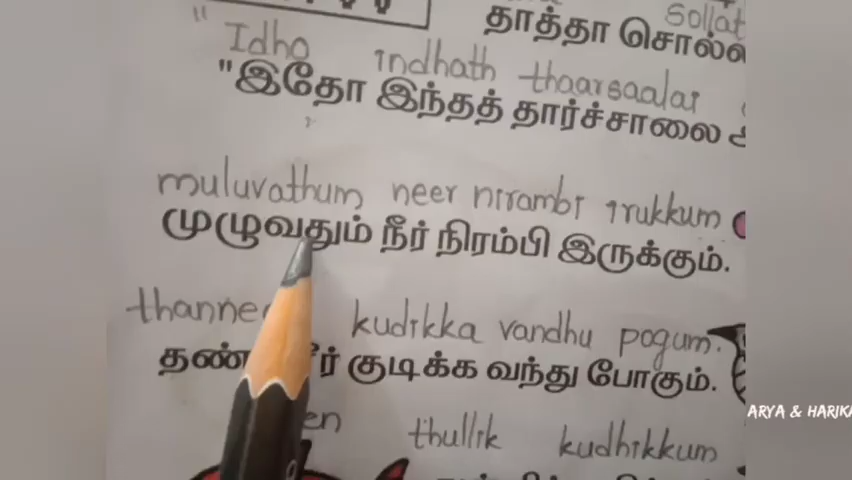 sollat
தாத்தா
" Idho indhath thaarsaalai
"இதோ இந்தத் தார்ச்சாலை
muluvathum neer nirambi irukkum
முழுவதும் நீர் நிரம்பி இருக்கும்.
kudikka vandhu pogum.
குடிக்க வந்து போகும்.
ARYA & HARIKA
thullik kudhikkum